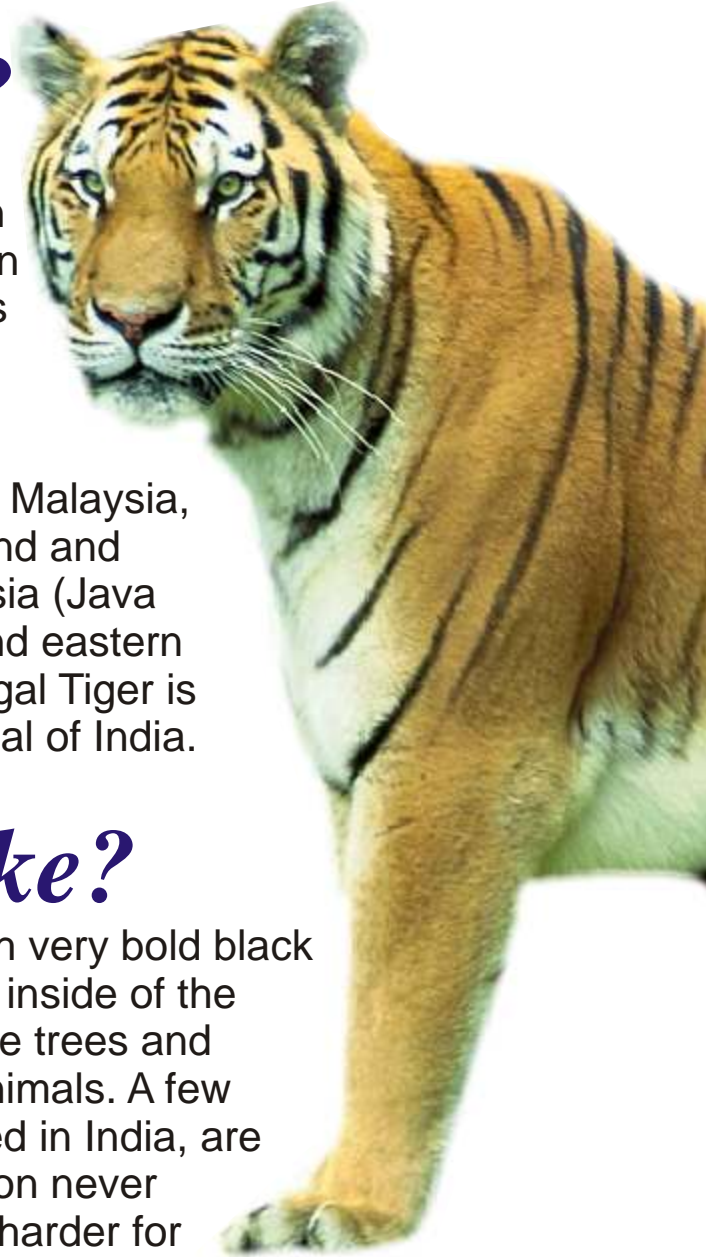 ?
n
n
s
Malaysia,
nd and
sia (Java
nd eastern
gal Tiger is
al of India.
ke?
n very bold black
inside of the
e trees and
nimals. A few
ed in India, are
on never
harder for